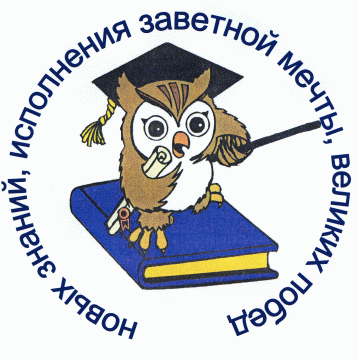 новых знаний, исполнения заветной мечты, великих побед